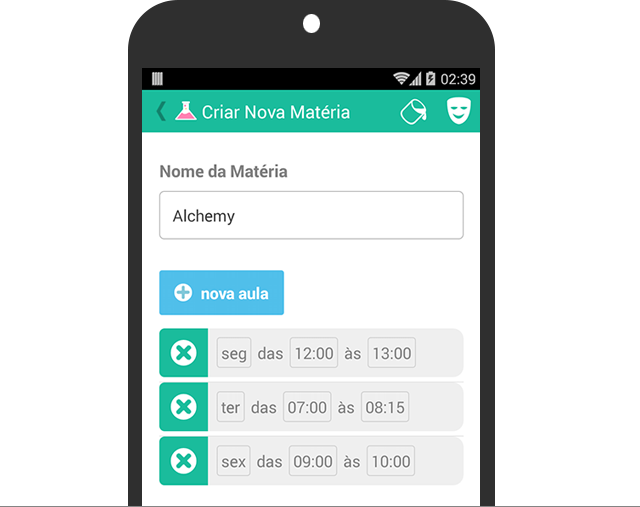 02:39
Criar Nova Matéria
Nome da Matéria
Alchemy
nova aula
seg das 12:00 às 13:00
ter das 07:00 às 08:15
sex das 09:00 às 10:00